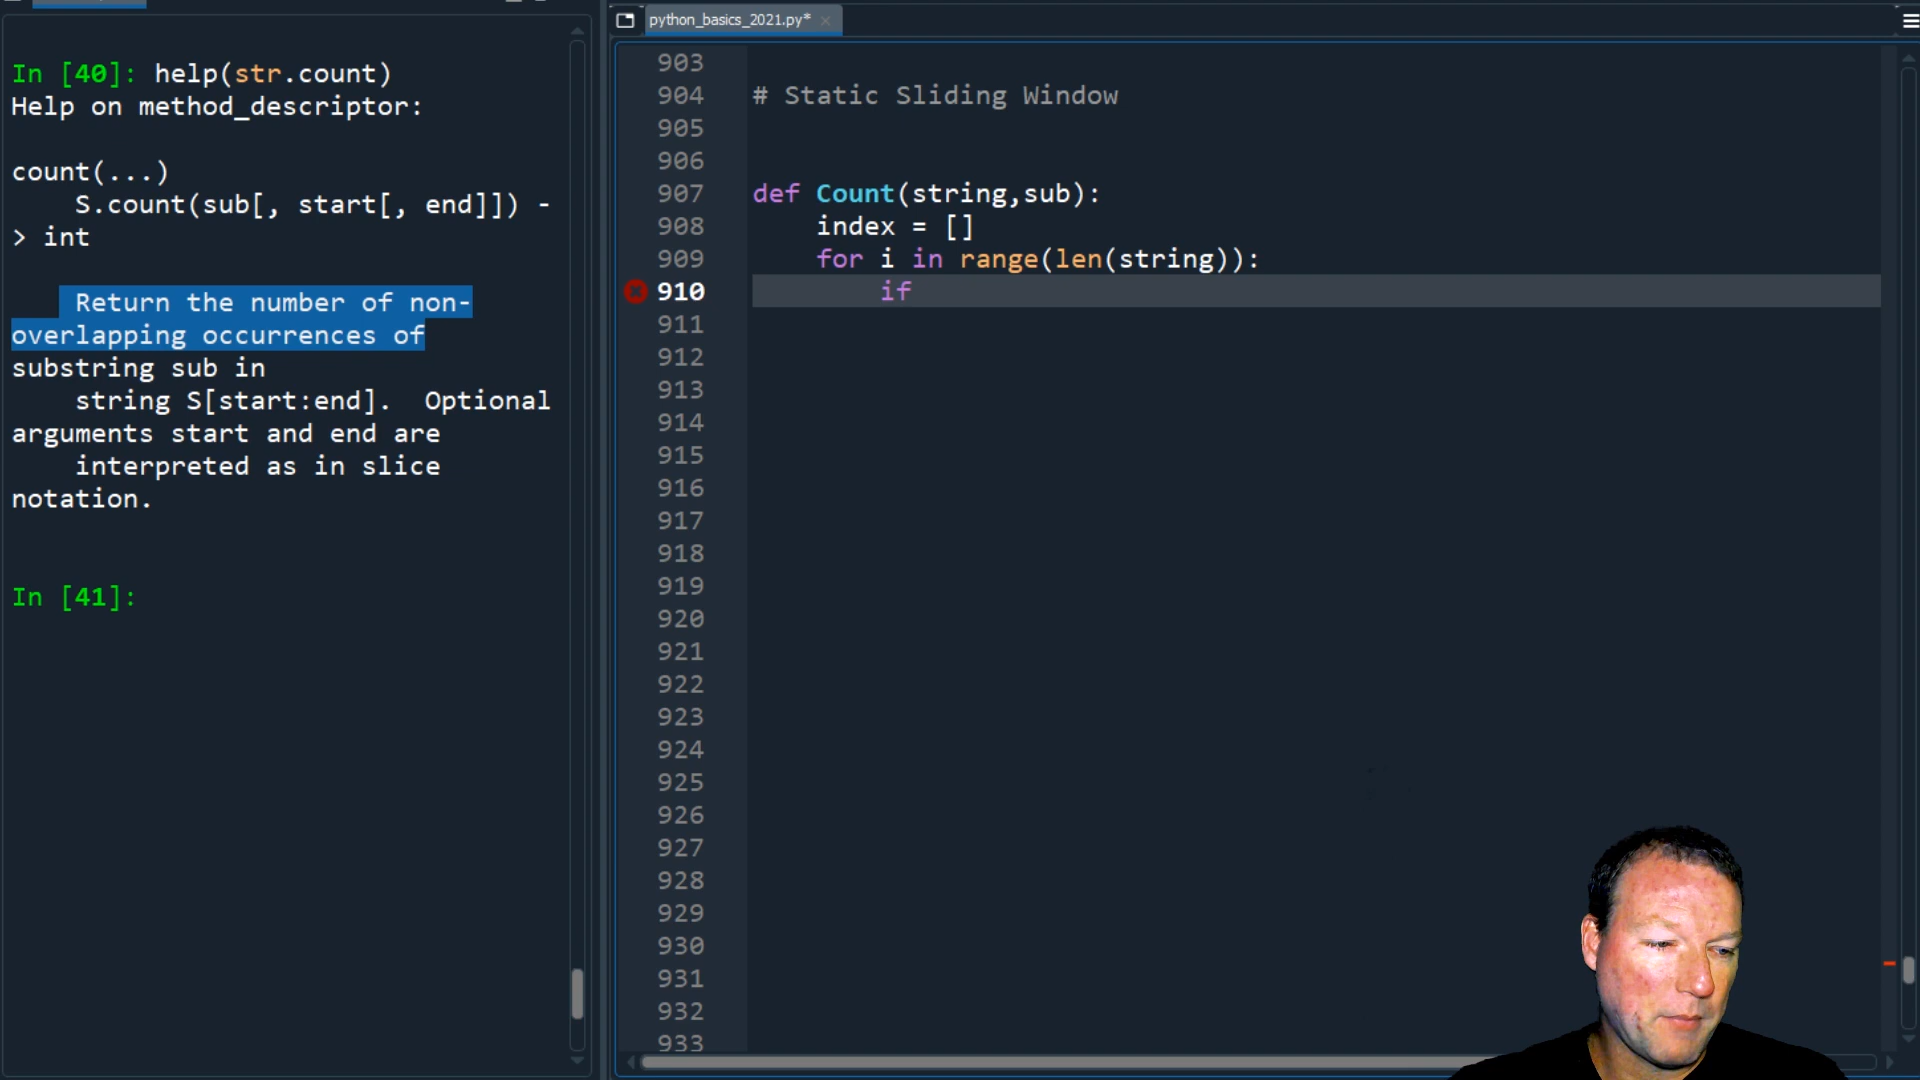 In [40]: help(str.count)
Help on method_descriptor:
count(...)
S.count(sub[, start[, end]]) -
> int
Return the number of non-
overlapping occurrences of
substring sub in
string S[start:end].  Optional
arguments start and end are
interpreted as in slice
notation.
In [41]:
python_basics_2021.py*
903
904 # Static Sliding Window
905
906
907 def Count(string,sub):
908 index = []
909 for i in range(len(string)):
910 if
911
912
913
914
915
916
917
918
919
920
921
922
923
924
925
926
927
928
929
930
931
932
933